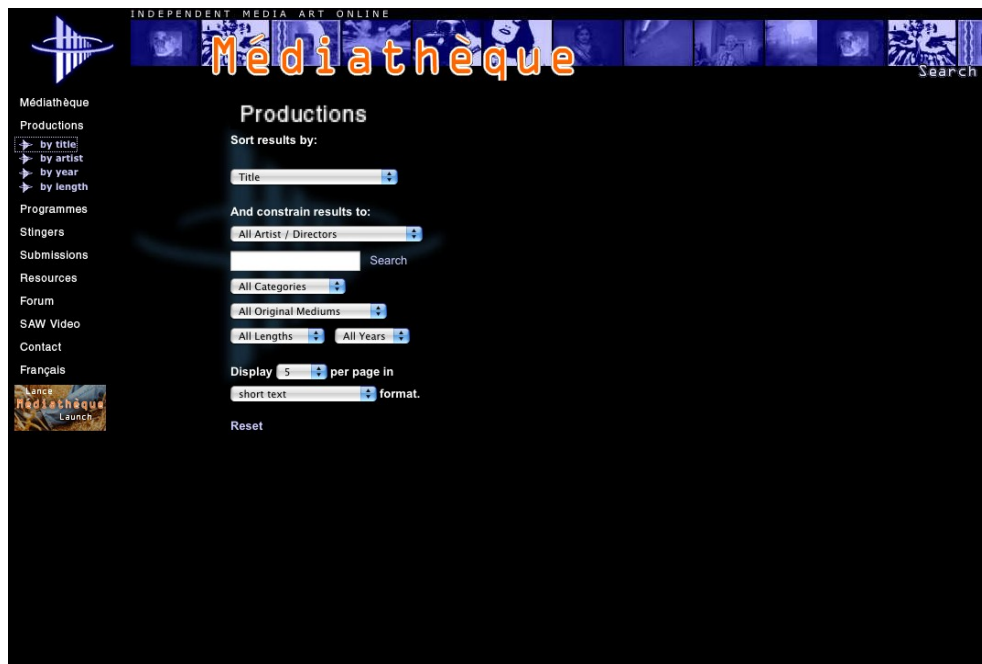 INDEPENDENT MEDIA ART ONLINE
Médiathèque
Search
Médiathèque
Productions
by title
by artist
by year
by length
Programmes
Stingers
Submissions
Resources
Forum
SAW Video
Contact
Français
Lance
Médiathèque
Launch
Productions
Sort results by:
Title
And constrain results to:
All Artist / Directors
Search
All Categories
All Original Mediums
All Lengths All Years
Display 5 per page in
short text format.
Reset